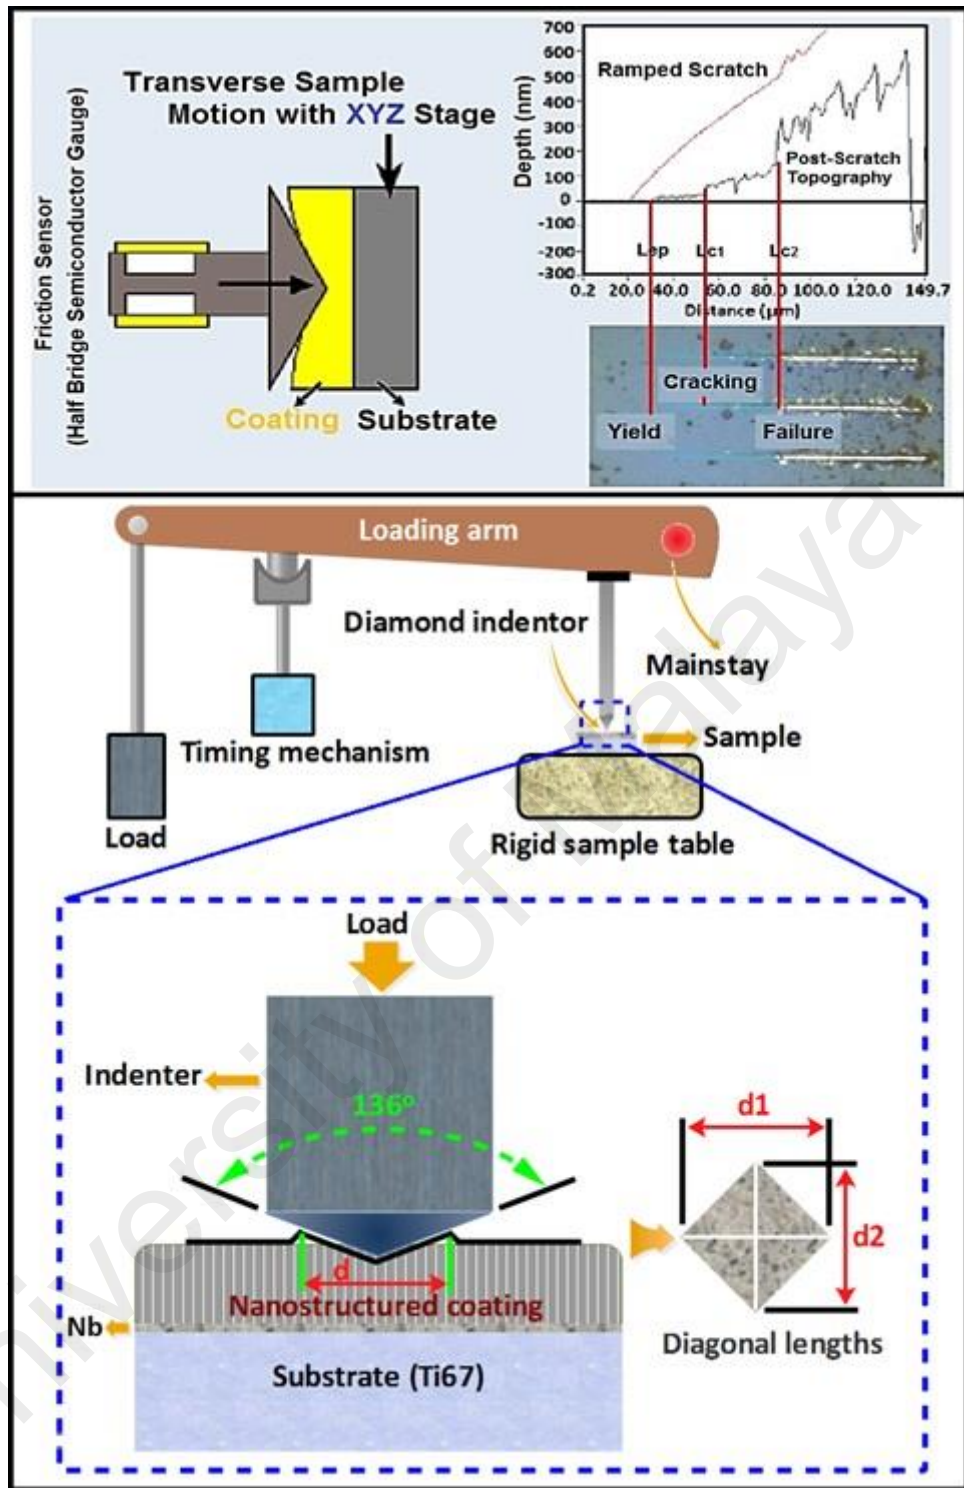 Transverse Sample
Motion with XYZ Stage
Friction Sensor
(Half Bridge Semiconductor Gauge)
Coating
Substrate
Depth (nm)
700
600
500
400
300
200
100
0
-100
-200
-300
Ramped Scratch
Post-Scratch
Topography
Lep
Lc1
Lc2
0.2 20.0 40.0 60.0 80.0 100.0 120.0 149.7
Distance (µm)
Cracking
Yield
Failure
Loading arm
Diamond indentor
Mainstay
Timing mechanism
Sample
Load
Rigid sample table
Load
Indenter
136°
d1
d2
d
Nanostructured coating
Nb
Diagonal lengths
Substrate (Ti67)
University of Malaya